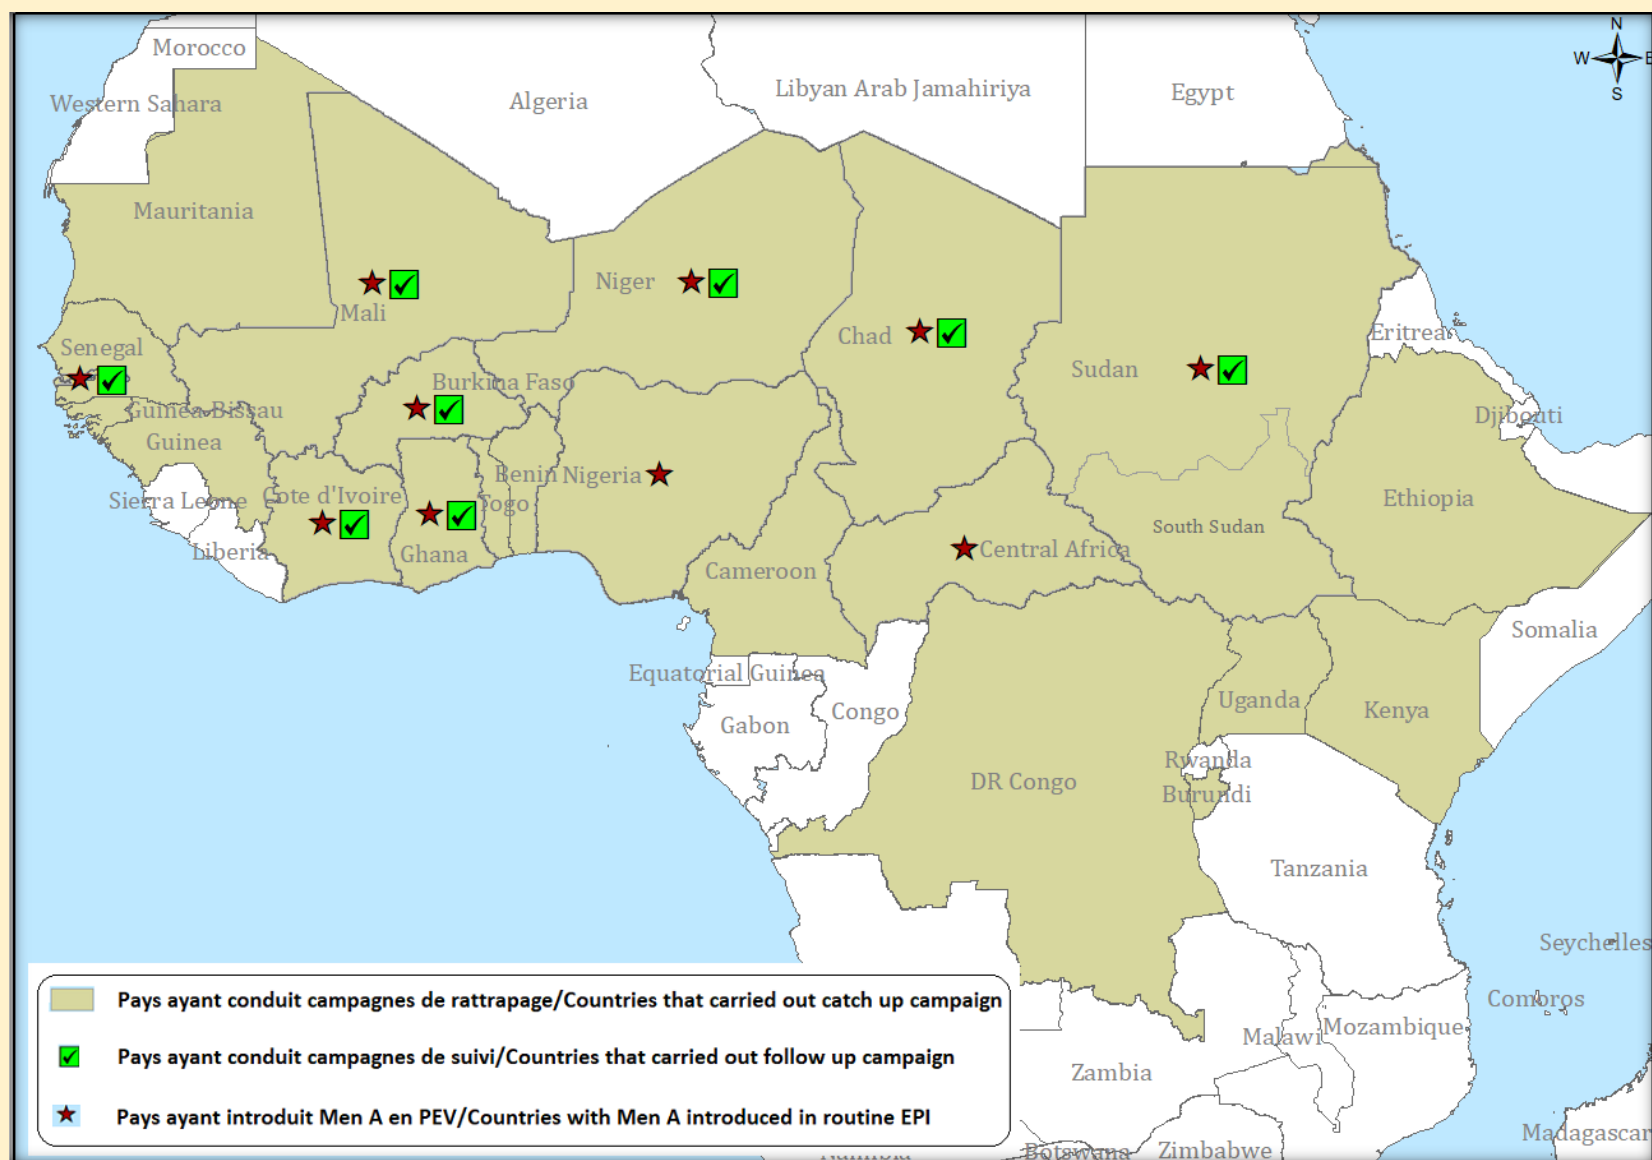 N
W
E
S
Morocco
Western Sahara
Algeria
Libyan Arab Jamahiriya
Egypt
Mauritania
Mali
Niger
Chad
Sudan
Eritrea
Senegal
Burkina Faso
Djibouti
Guinea-Bissau
Guinea
Benin
Nigeria
Sierra Leone
Cote d'Ivoire
Togo
Ethiopia
South Sudan
Liberia
Ghana
Central Africa
Cameroon
Somalia
Equatorial Guinea
Gabon
Congo
Uganda
Kenya
Rwanda
DR Congo
Burundi
Tanzania
Seychelles
Comoros
Malawi
Mozambique
Zambia
Madagascar
Botswana
Zimbabwe
Pays ayant conduit campagnes de rattrapage/Countries that carried out catch up campaign
Pays ayant conduit campagnes de suivi/Countries that carried out follow up campaign
Pays ayant introduit Men A en PEV/Countries with Men A introduced in routine EPI